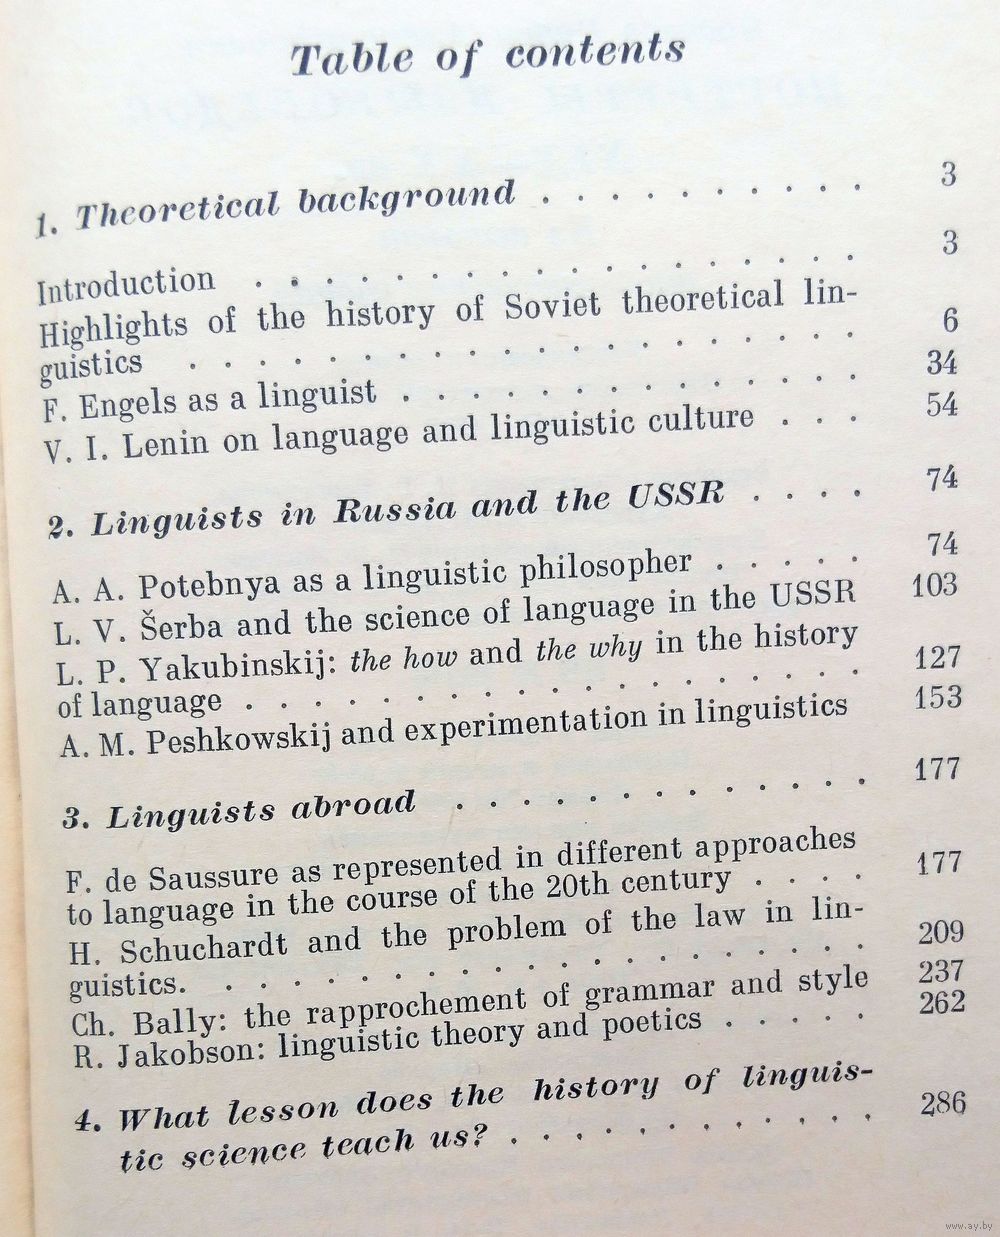 Table of contents
1. Theoretical background . . . . . . . . . . 3
Introduction . . . . . . . . . . . . . . . . . 3
Highlights of the history of Soviet theoretical lin-
guistics . . . . . . . . . . . . . . . . . . . 6
F. Engels as a linguist . . . . . . . . . . . . . 34
V. I. Lenin on language and linguistic culture . . . 54
2. Linguists in Russia and the USSR . . . . 74
A. A. Potebnya as a linguistic philosopher . . . . . 74
L. V. Šerba and the science of language in the USSR 103
L. P. Yakubinskij: the how and the why in the history
of language . . . . . . . . . . . . . . . . . 127
A. M. Peshkowskij and experimentation in linguistics 153
3. Linguists abroad . . . . . . . . . . . . . 177
F. de Saussure as represented in different approaches
to language in the course of the 20th century . . . . 177
H. Schuchardt and the problem of the law in lin-
guistics. . . . . . . . . . . . . . . . . . . . 209
Ch. Bally: the rapprochement of grammar and style 237
R. Jakobson: linguistic theory and poetics . . . . . 262
4. What lesson does the history of linguis-
tic science teach us? . . . . . . . . . . . . 286
www.ay.by